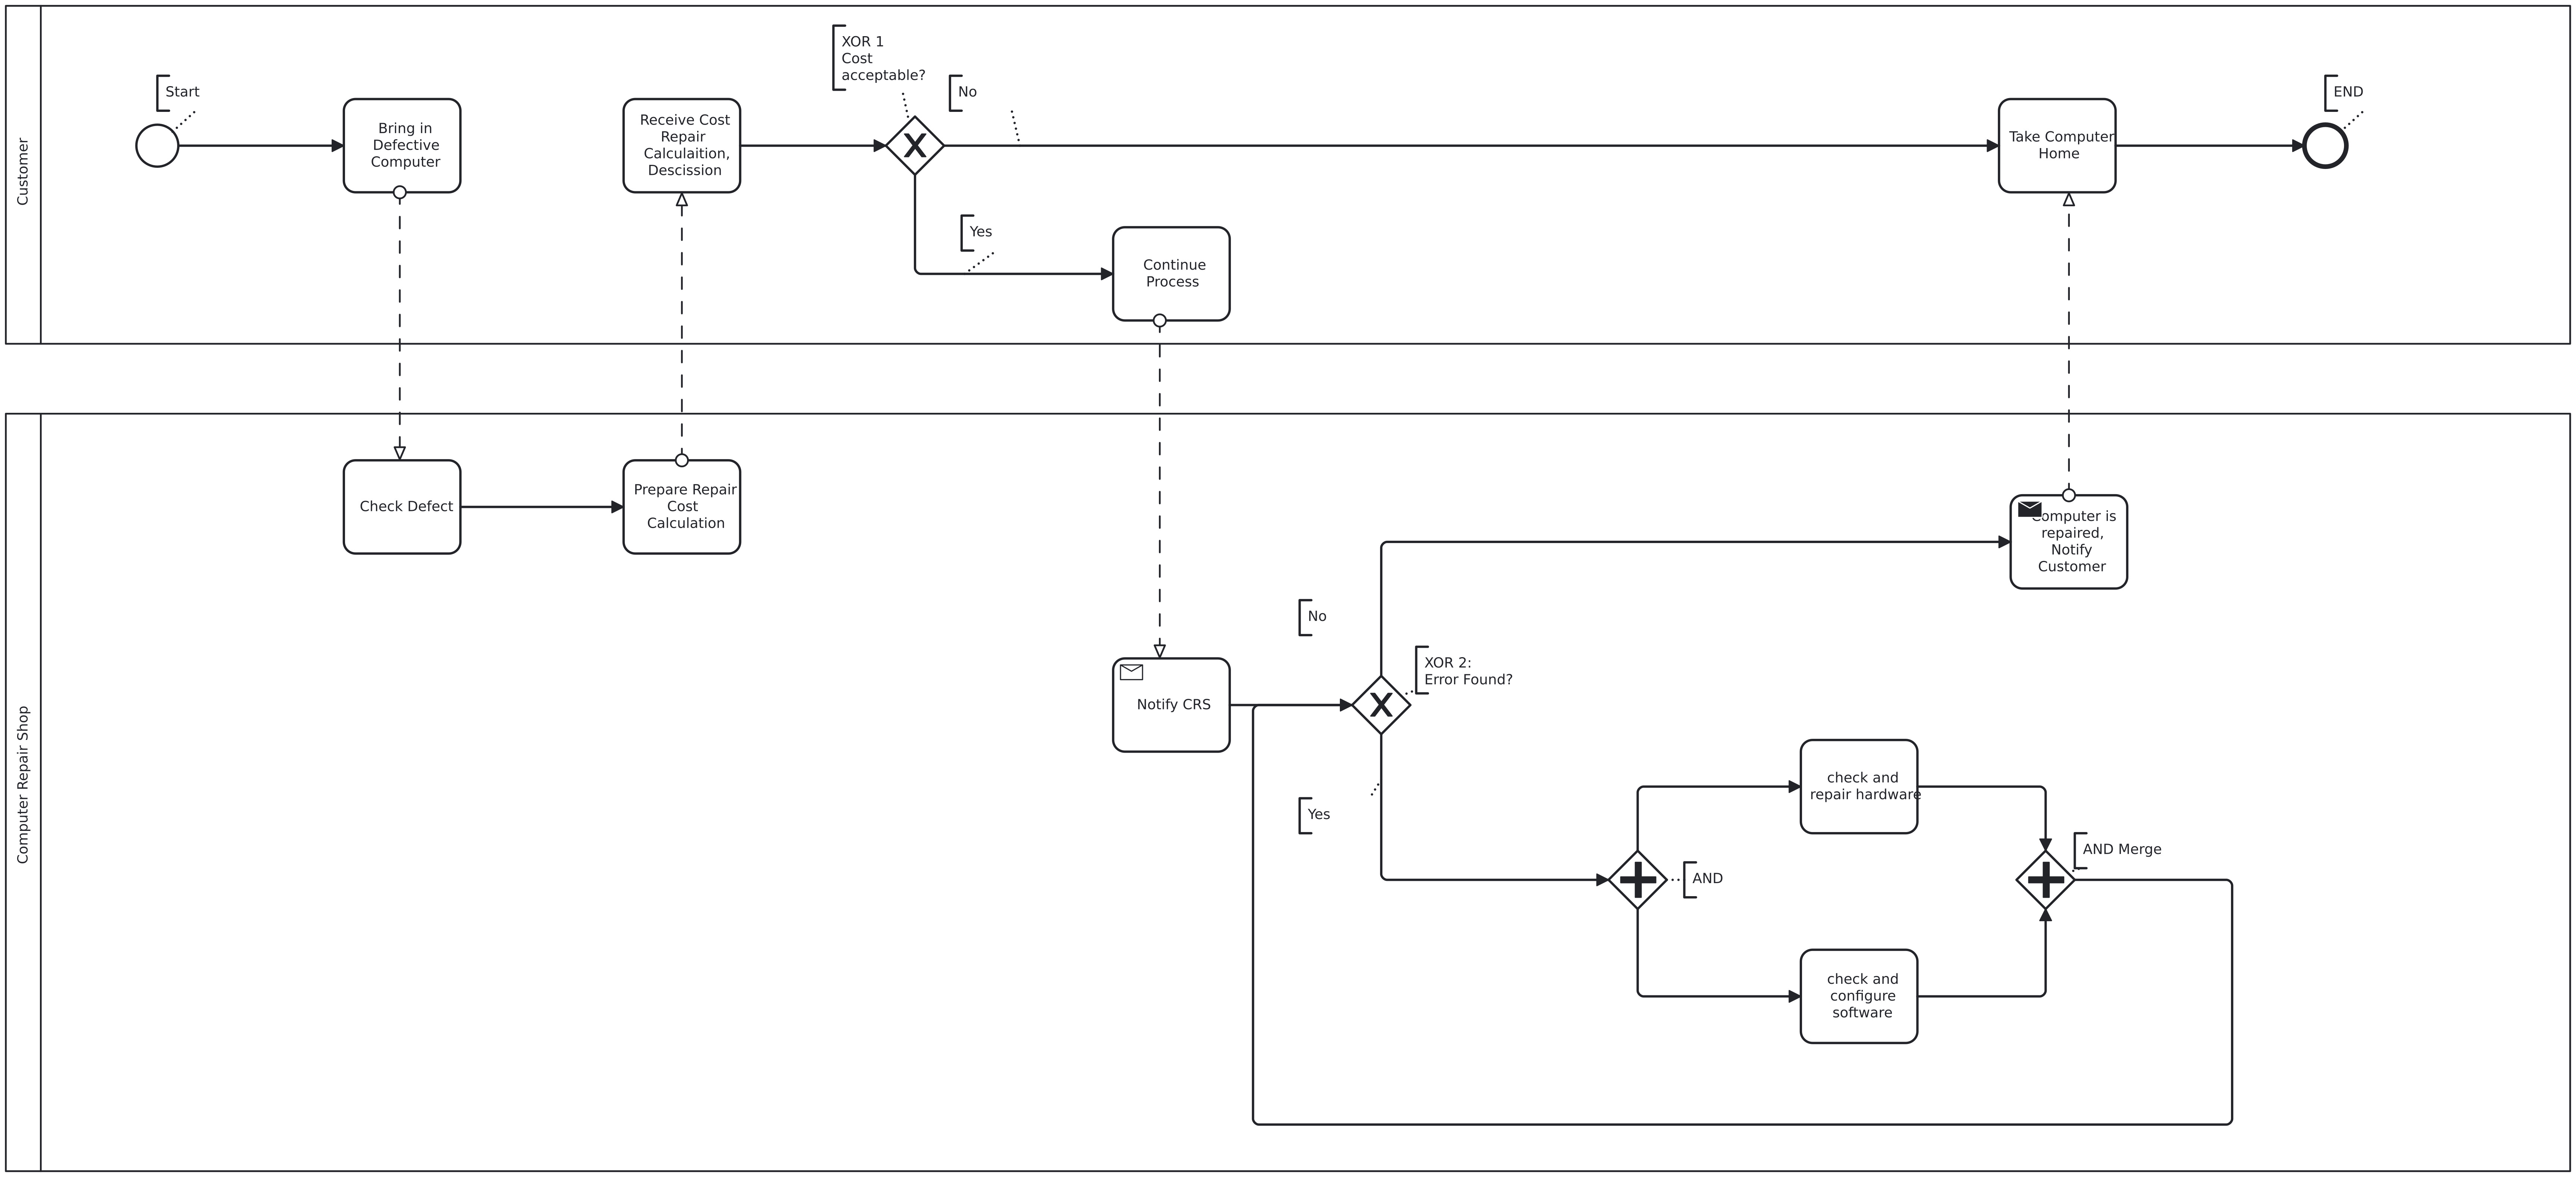 Customer
Start
Bring in
Defective
Computer
Receive Cost
Repair
Calculaition,
Descission
XOR 1
Cost
acceptable?
No
Yes
Continue
Process
Take Computer
Home
END
Computer Repair Shop
Check Defect
Prepare Repair
Cost
Calculation
Notify CRS
No
XOR 2:
Error Found?
Yes
Computer is
repaired,
Notify
Customer
AND
check and
repair hardware
check and
configure
software
AND Merge